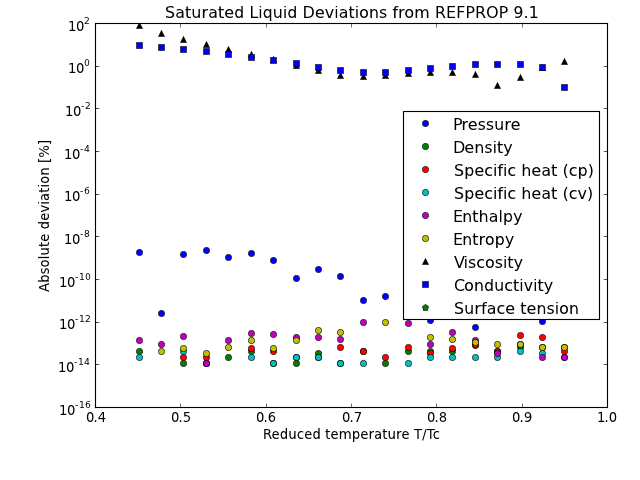 Saturated Liquid Deviations from REFPROP 9.1
10^2
10^0
10^-2
10^-4
10^-6
10^-8
10^-10
10^-12
10^-14
10^-16
Absolute deviation [%]
Pressure
Density
Specific heat (cp)
Specific heat (cv)
Enthalpy
Entropy
Viscosity
Conductivity
Surface tension
0.4 0.5 0.6 0.7 0.8 0.9 1.0
Reduced temperature T/Tc